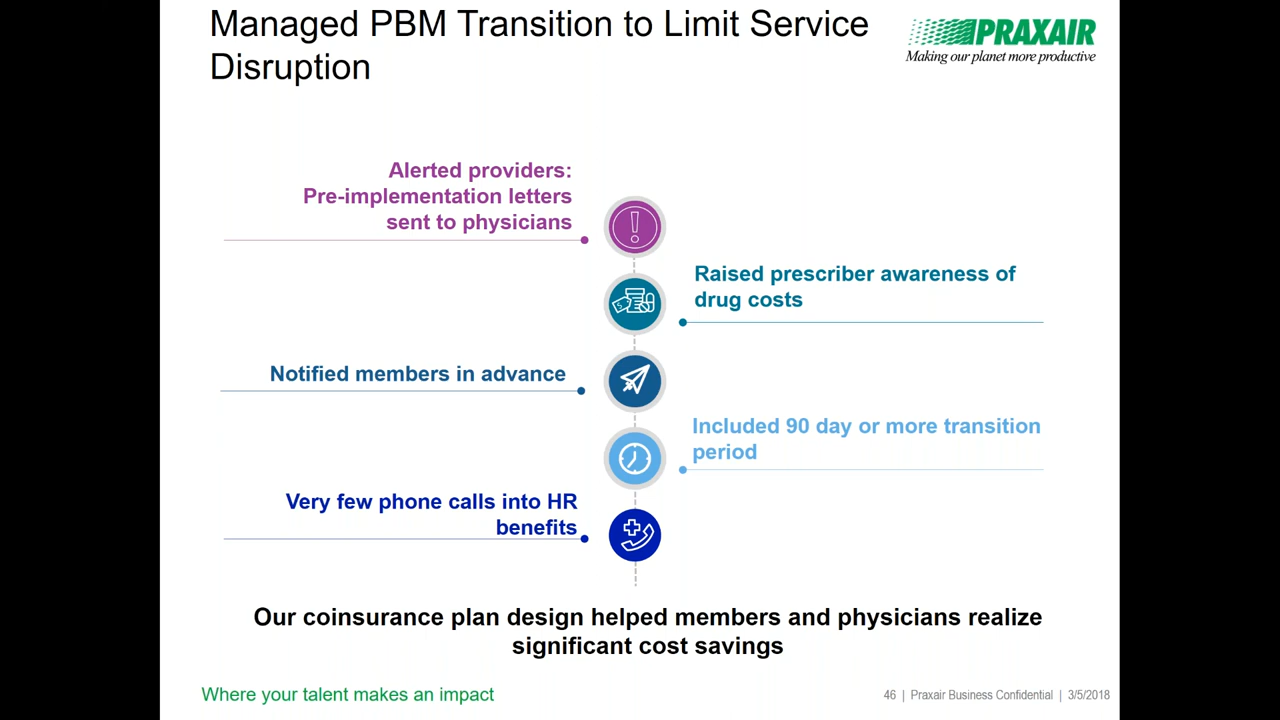 Managed PBM Transition to Limit Service
Disruption
PRAXAIR
Making our planet more productive
Alerted providers:
Pre-implementation letters
sent to physicians
Raised prescriber awareness of
drug costs
Notified members in advance
Included 90 day or more transition
period
Very few phone calls into HR
benefits
Our coinsurance plan design helped members and physicians realize
significant cost savings
Where your talent makes an impact
46 | Praxair Business Confidential | 3/5/2018